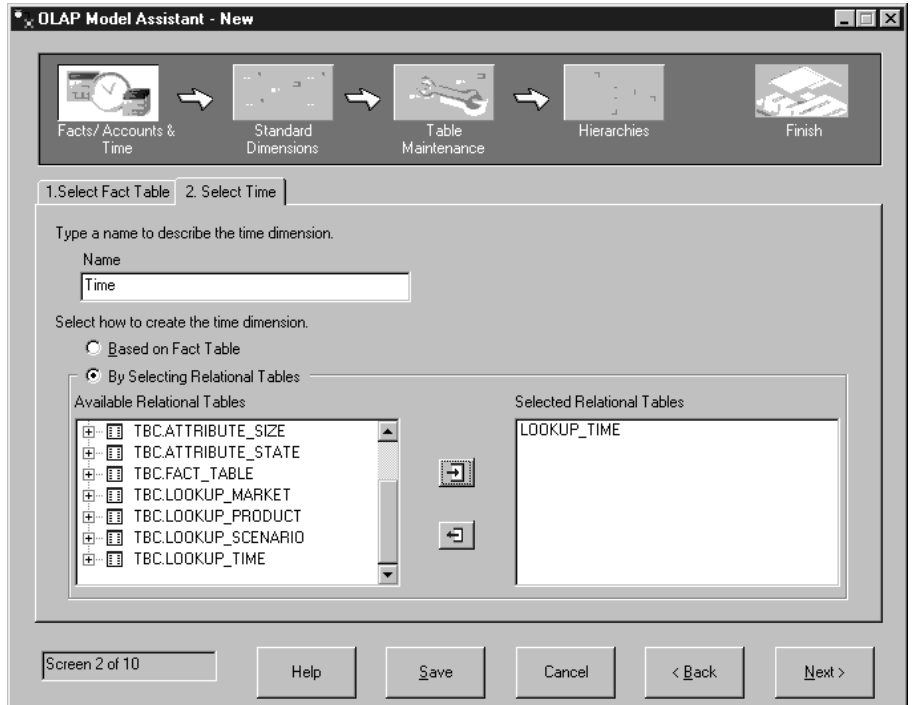 OLAP Model Assistant - New
Facts/ Accounts &
Time
Standard
Dimensions
Table
Maintenance
Hierarchies
Finish
1.Select Fact Table
2. Select Time
Type a name to describe the time dimension.
Name
Time
Select how to create the time dimension.
Based on Fact Table
By Selecting Relational Tables
Available Relational Tables
Selected Relational Tables
TBC.ATTRIBUTE_SIZE
TBC.ATTRIBUTE_STATE
TBC.FACT_TABLE
TBC.LOOKUP_MARKET
TBC.LOOKUP_PRODUCT
TBC.LOOKUP_SCENARIO
TBC.LOOKUP_TIME
LOOKUP_TIME
Screen 2 of 10
Help
Save
Cancel
< Back
Next >